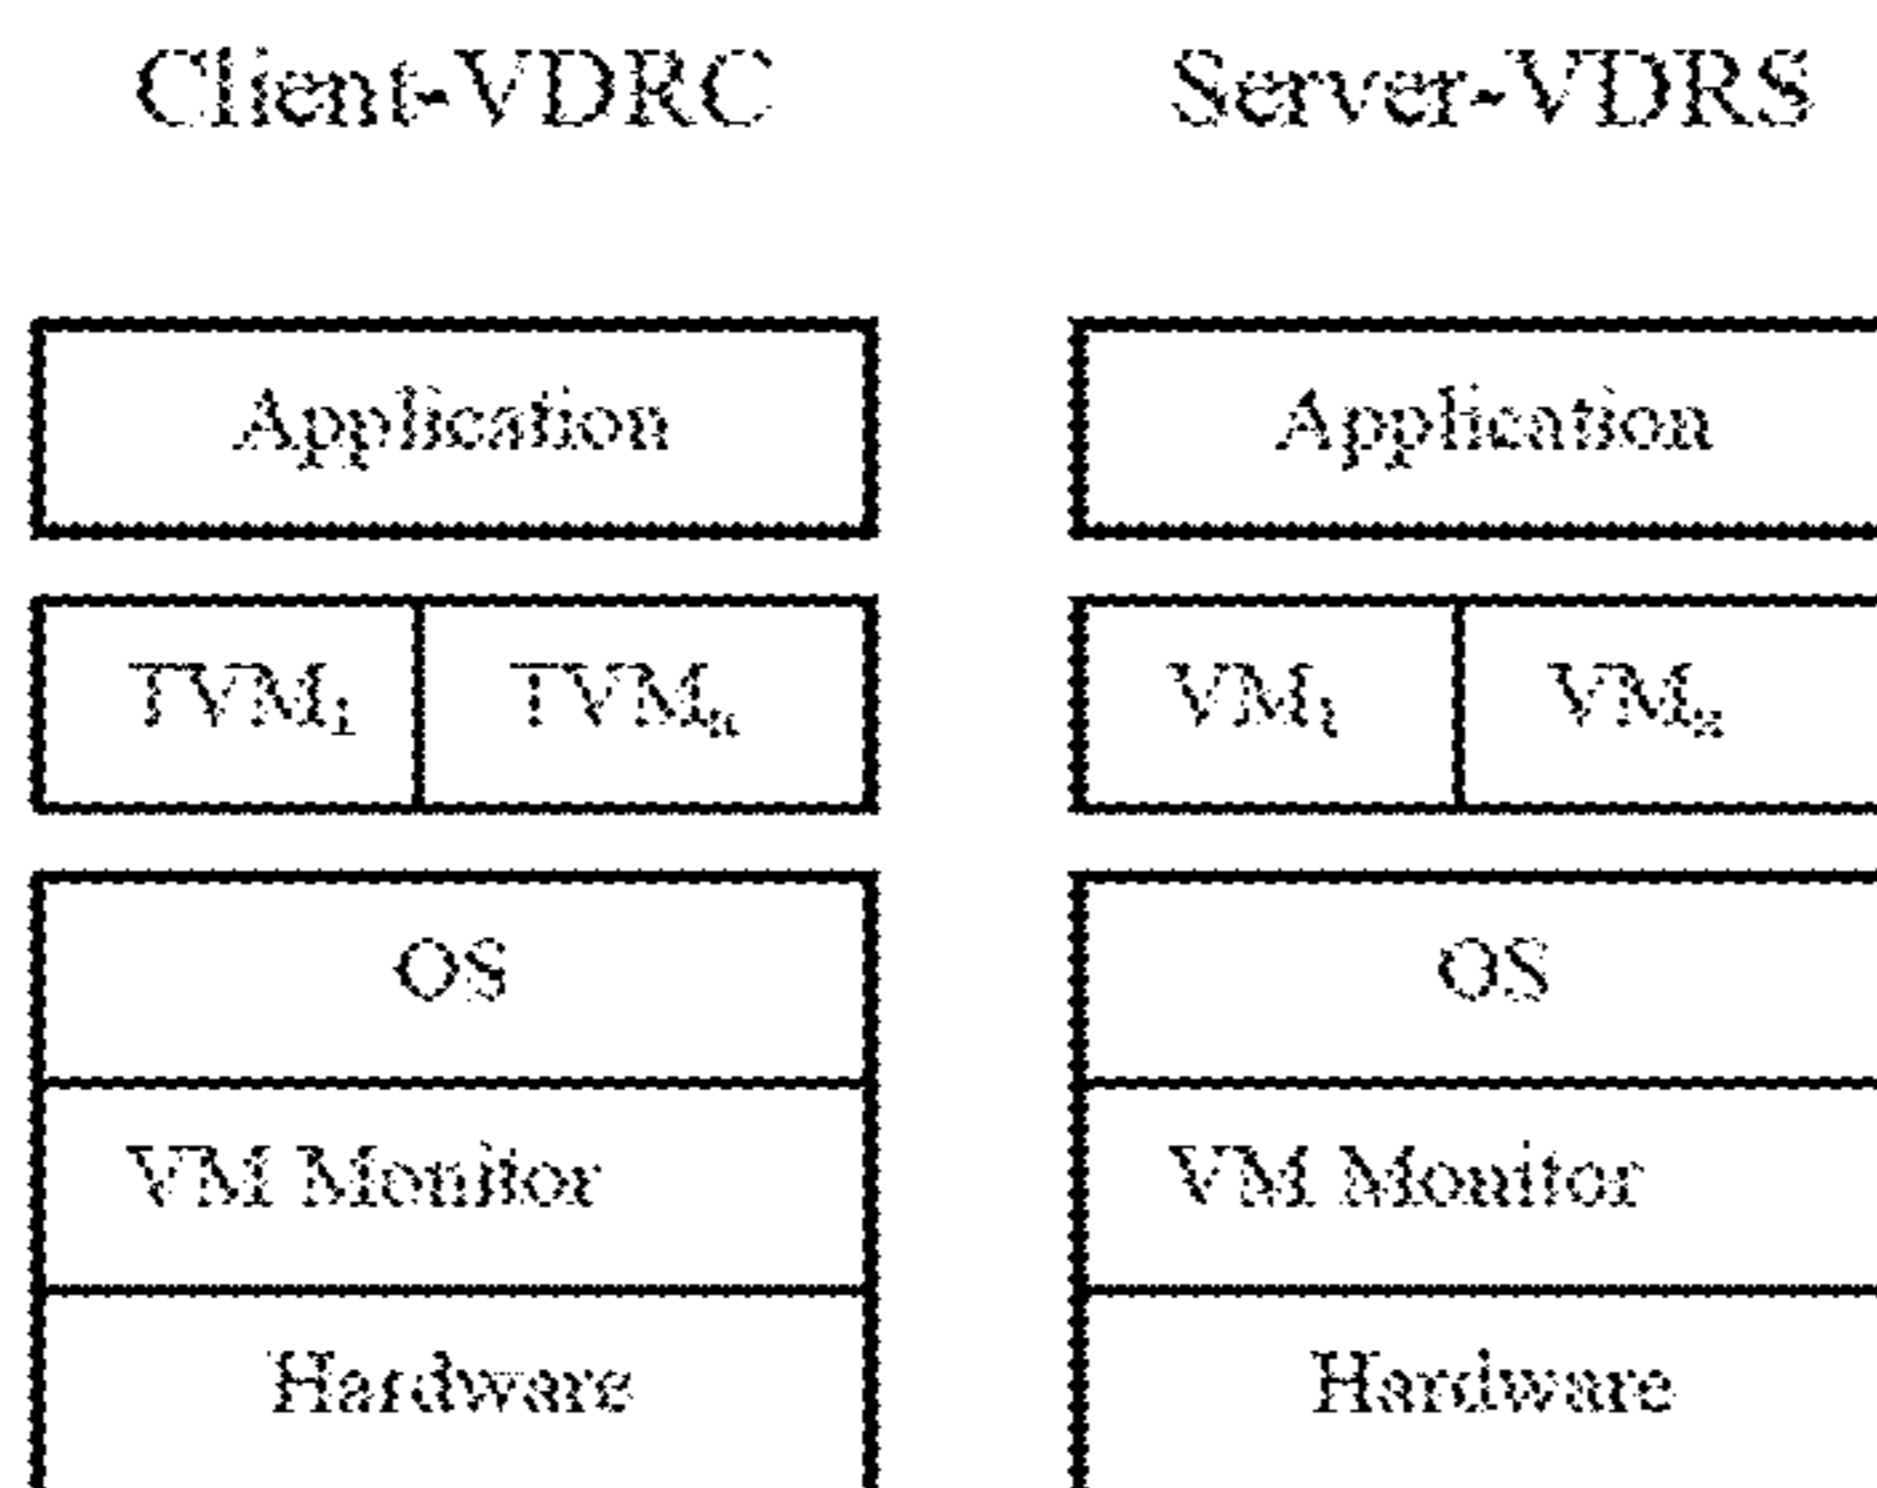 Client-VDRC
Server-VDRS
Application
Application
TVM₁ TVMₙ
VM₁ VMₙ
OS
OS
VM Monitor
VM Monitor
Hardware
Hardware